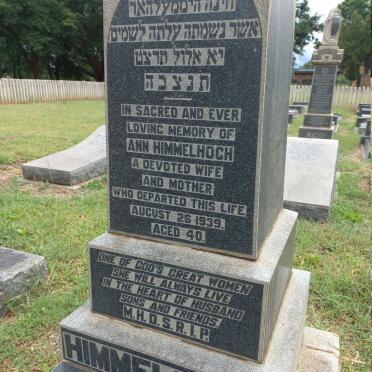 חינה היממעלהאך
אשר נשמתה עלתה לשמים
יא אלול תרצט
תנצבה
IN SACRED AND EVER
LOVING MEMORY OF
ANN HIMMELHOCH
A DEVOTED WIFE
AND MOTHER
WHO DEPARTED THIS LIFE
AUGUST 26 1939.
AGED 40.
ONE OF GOD'S GREAT WOMEN
SHE WILL ALWAYS LIVE
IN THE HEART OF HUSBAND
SONS AND FRIENDS.
M.H.D.S.R.I.P.